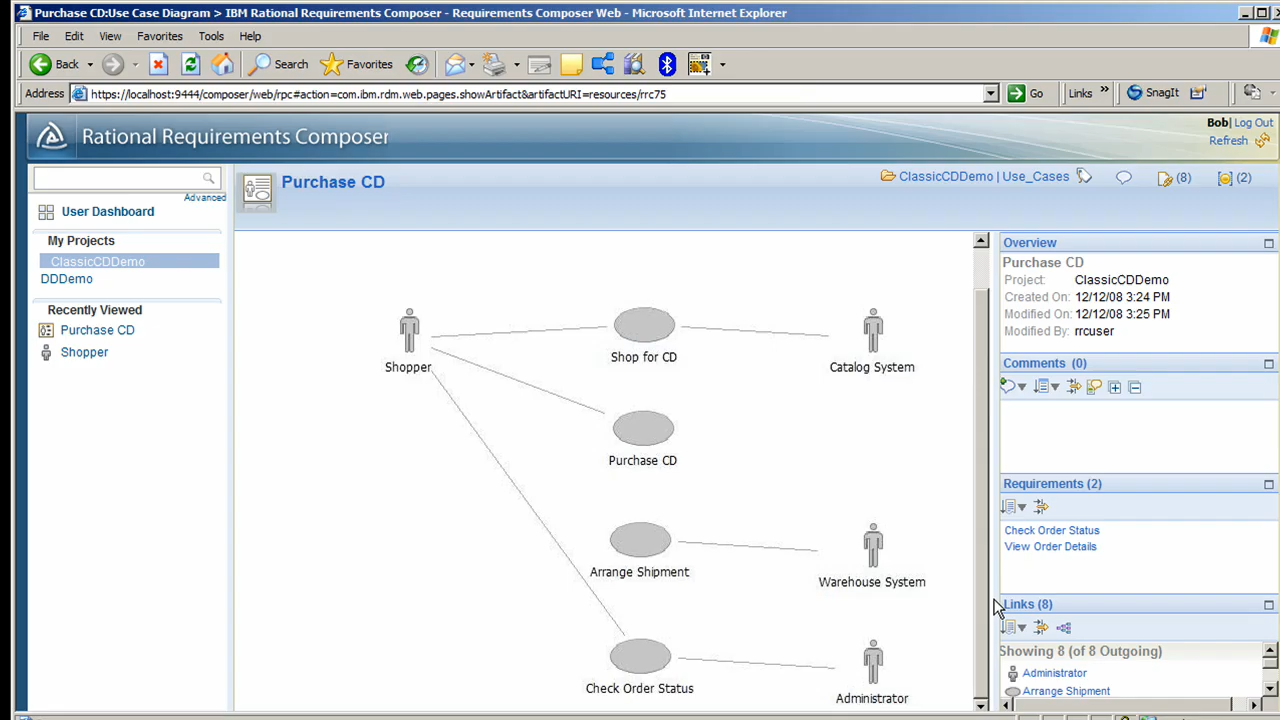 Purchase CD:Use Case Diagram > IBM Rational Requirements Composer - Requirements Composer Web - Microsoft Internet Explorer
File Edit View Favorites Tools Help
Back Search Favorites
Address https://localhost:9444/composer/web/rpc#action=com.ibm.rdm.web.pages.showArtifact&artifactURI=resources/rrc75 Go Links » SnagIt
Bob| Log Out
Rational Requirements Composer
Refresh
Advanced
User Dashboard
My Projects
ClassicCDDemo
DDDemo
Recently Viewed
Purchase CD
Shopper
Purchase CD
ClassicCDDemo | Use_Cases (8) (2)
Shopper
Shop for CD
Catalog System
Purchase CD
Arrange Shipment
Warehouse System
Check Order Status
Administrator
Overview
Purchase CD
Project: ClassicCDDemo
Created On: 12/12/08 3:24 PM
Modified On: 12/12/08 3:25 PM
Modified By: rrcuser
Comments (0)
Requirements (2)
Check Order Status
View Order Details
Links (8)
Showing 8 (of 8 Outgoing)
Administrator
Arrange Shipment